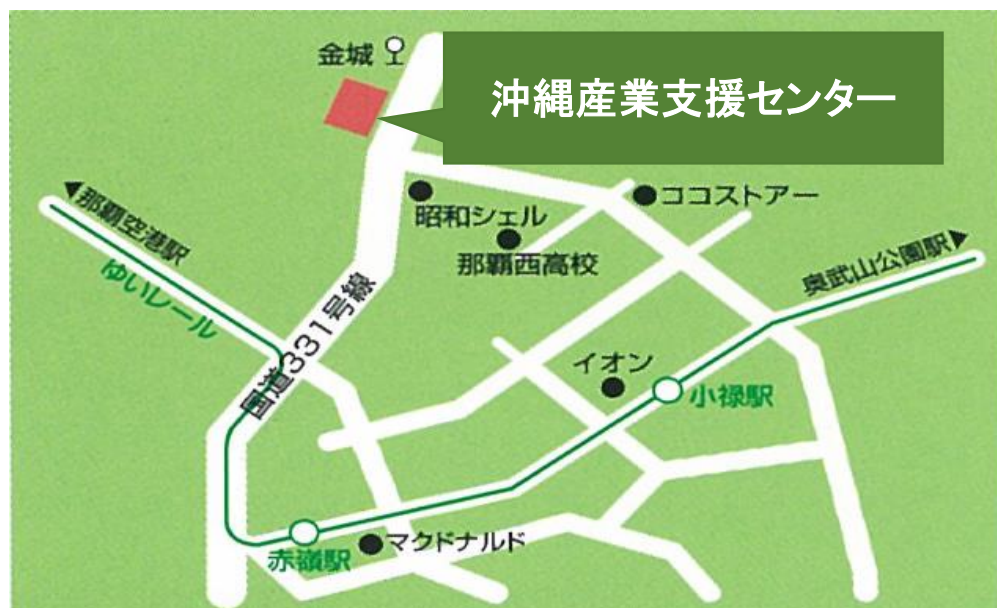 金城
沖縄産業支援センター
那覇空港駅
ゆいレール
昭和シェル
ココストアー
那覇西高校
奥武山公園駅
国道331号線
イオン
小禄駅
赤嶺駅
マクドナルド